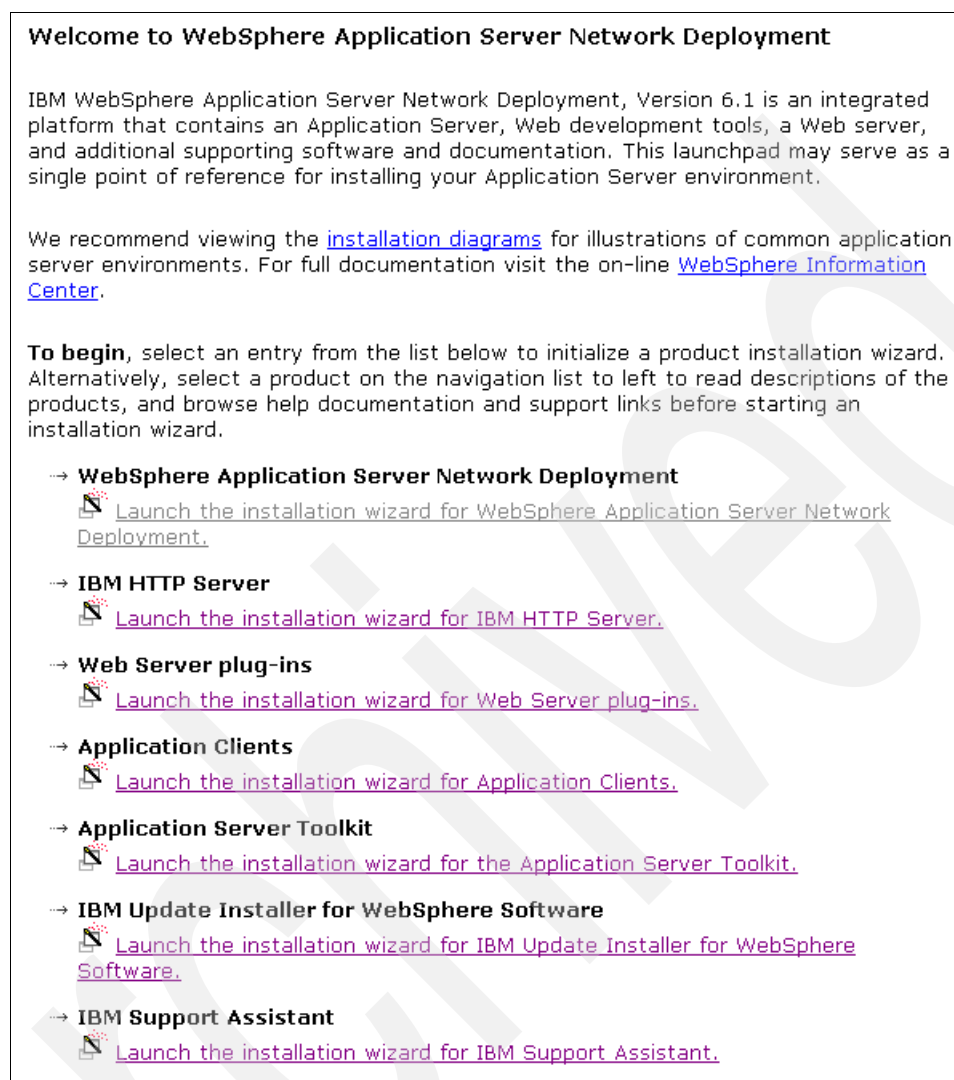 Welcome to WebSphere Application Server Network Deployment
IBM WebSphere Application Server Network Deployment, Version 6.1 is an integrated
platform that contains an Application Server, Web development tools, a Web server,
and additional supporting software and documentation. This launchpad may serve as a
single point of reference for installing your Application Server environment.
We recommend viewing the installation diagrams for illustrations of common application
server environments. For full documentation visit the on-line WebSphere Information
Center.
To begin, select an entry from the list below to initialize a product installation wizard.
Alternatively, select a product on the navigation list to left to read descriptions of the
products, and browse help documentation and support links before starting an
installation wizard.
WebSphere Application Server Network Deployment
Launch the installation wizard for WebSphere Application Server Network
Deployment.
IBM HTTP Server
Launch the installation wizard for IBM HTTP Server.
Web Server plug-ins
Launch the installation wizard for Web Server plug-ins.
Application Clients
Launch the installation wizard for Application Clients.
Application Server Toolkit
Launch the installation wizard for the Application Server Toolkit.
IBM Update Installer for WebSphere Software
Launch the installation wizard for IBM Update Installer for WebSphere
Software.
IBM Support Assistant
Launch the installation wizard for IBM Support Assistant.
rchived